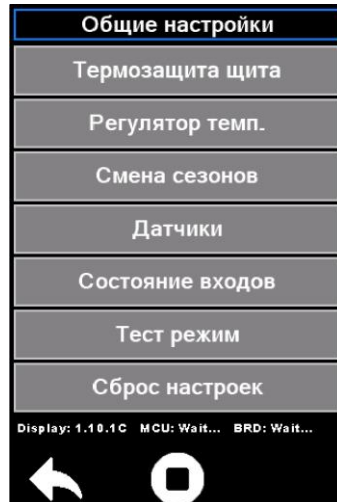 Общие настройки
Термозащита щита
Регулятор темп.
Смена сезонов
Датчики
Состояние входов
Тест режим
Сброс настроек
Display: 1.10.1C MCU: Wait... BRD: Wait...